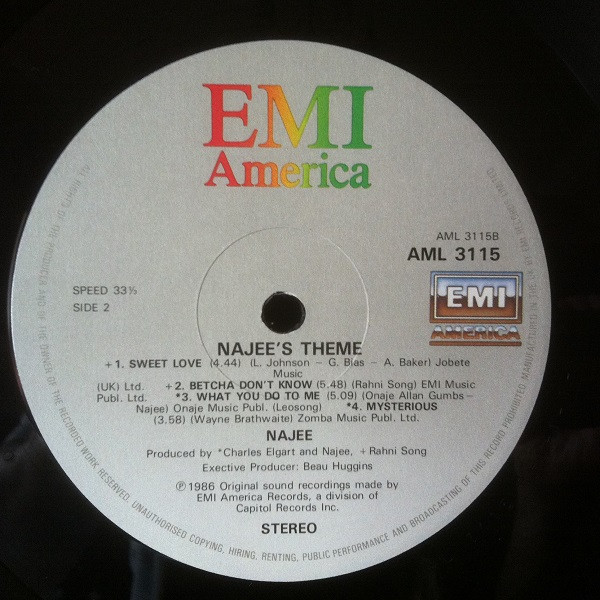 EMI
America
AML 3115B
AML 3115
EMI
AMERICA
SPEED 33⅓
SIDE 2
NAJEE'S THEME
+1. SWEET LOVE (4.44) (L. Johnson – G. Bias – A. Baker) Jobete
Music
(UK) Ltd. +2. BETCHA DON'T KNOW (5.48) (Rahni Song) EMI Music
Publ. Ltd. *3. WHAT YOU DO TO ME (5.09) (Onaje Allan Gumbs –
Najee) Onaje Music Publ. (Leosong) *4. MYSTERIOUS
(3.58) (Wayne Brathwaite) Zomba Music Publ. Ltd.
NAJEE
Produced by *Charles Elgart and Najee, +Rahni Song
Exective Producer: Beau Huggins
℗ 1986 Original sound recordings made by
EMI America Records, a division of
Capitol Records Inc.
STEREO
ALL RIGHTS OF THE PRODUCER AND OF THE OWNER OF THE RECORDED WORK RESERVED. UNAUTHORISED COPYING, HIRING, RENTING, PUBLIC PERFORMANCE AND BROADCASTING OF THIS RECORD PROHIBITED. MANUFACTURED IN THE